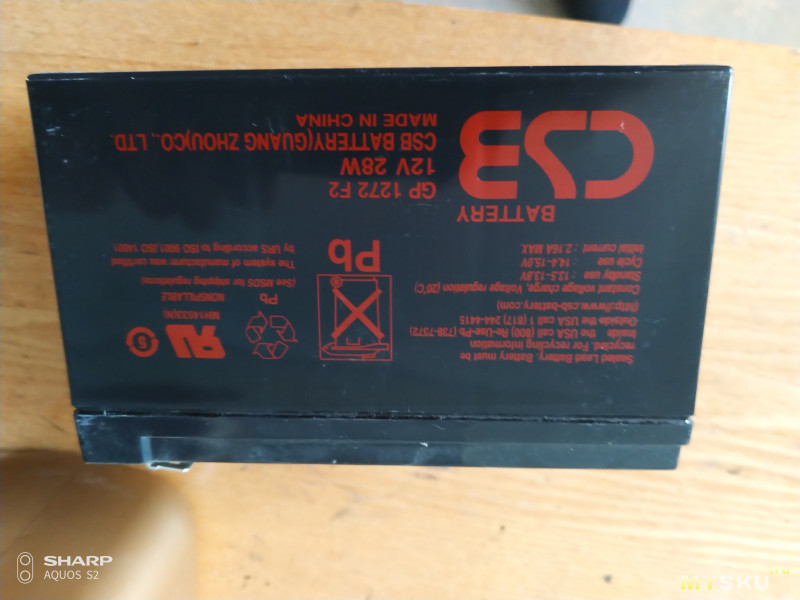 Sealed Lead Battery. Battery must be
recycled. For recycling information
Inside the USA call (800) Re-Use-Pb (738-7372)
Outside the USA call 1 (817) 244-4415
(http://www.csb-battery.com)
Constant voltage charge, Voltage regulation (20°C)
Standby use : 13.5-13.8V
Cycle use : 14.4-15.0V
Initial current : 2.16A MAX
5
MH14533(N)
NONSPILLABLE
Pb
(See MSDS for shipping regulations)
The system of manufacture was certified
by URS according to ISO 9001,ISO 14001
Pb
CSB
BATTERY
GP 1272 F2
12V 28W
CSB BATTERY(GUANG ZHOU)CO., LTD.
MADE IN CHINA
SHARP
AQUOS S2
MYSKU